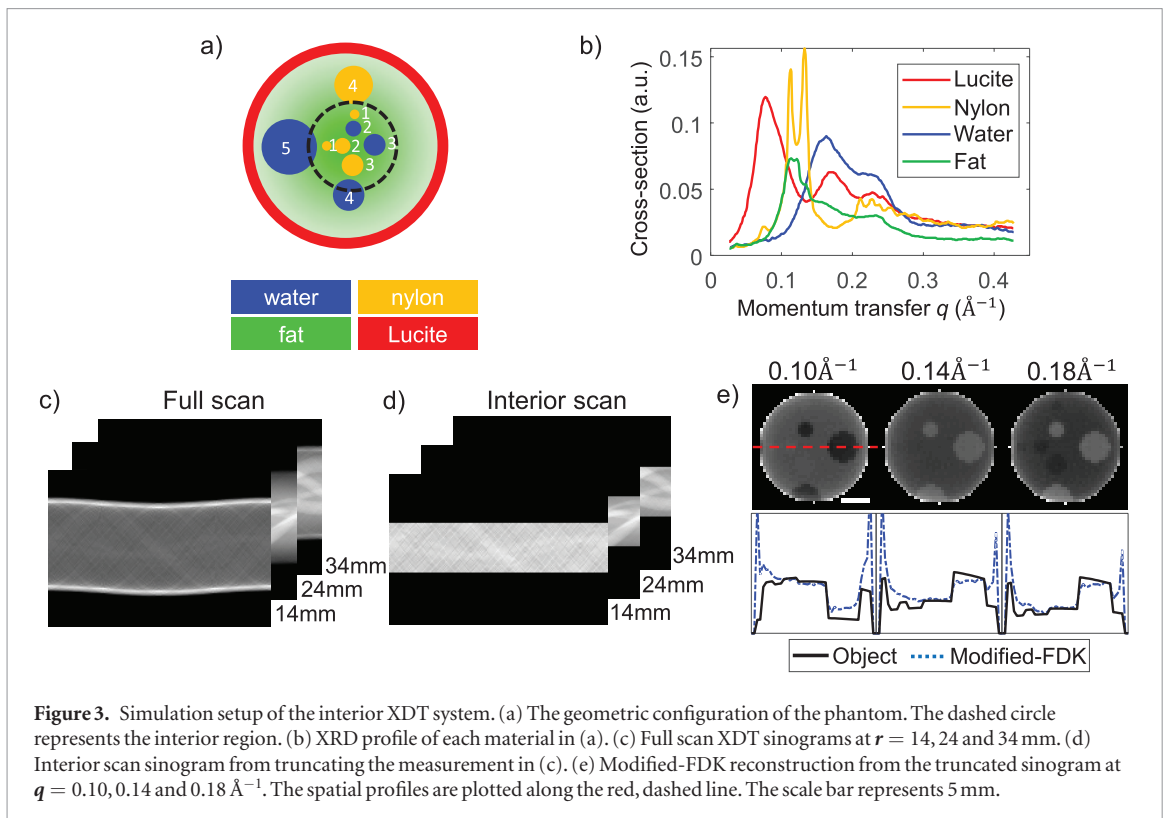 a)
4
1
2
5
1
2
3
3
4
water nylon
fat Lucite
b)
0.15
0.1
0.05
0
Cross-section (a.u.)
Lucite
Nylon
Water
Fat
0 0.1 0.2 0.3 0.4
Momentum transfer q (Å⁻¹)
c) Full scan
34mm
24mm
14mm
d) Interior scan
34mm
24mm
14mm
e) 0.10Å⁻¹ 0.14Å⁻¹ 0.18Å⁻¹
Object Modified-FDK
Figure 3. Simulation setup of the interior XDT system. (a) The geometric configuration of the phantom. The dashed circle
represents the interior region. (b) XRD profile of each material in (a). (c) Full scan XDT sinograms at r = 14, 24 and 34 mm. (d)
Interior scan sinogram from truncating the measurement in (c). (e) Modified-FDK reconstruction from the truncated sinogram at
q = 0.10, 0.14 and 0.18 Å⁻¹. The spatial profiles are plotted along the red, dashed line. The scale bar represents 5 mm.